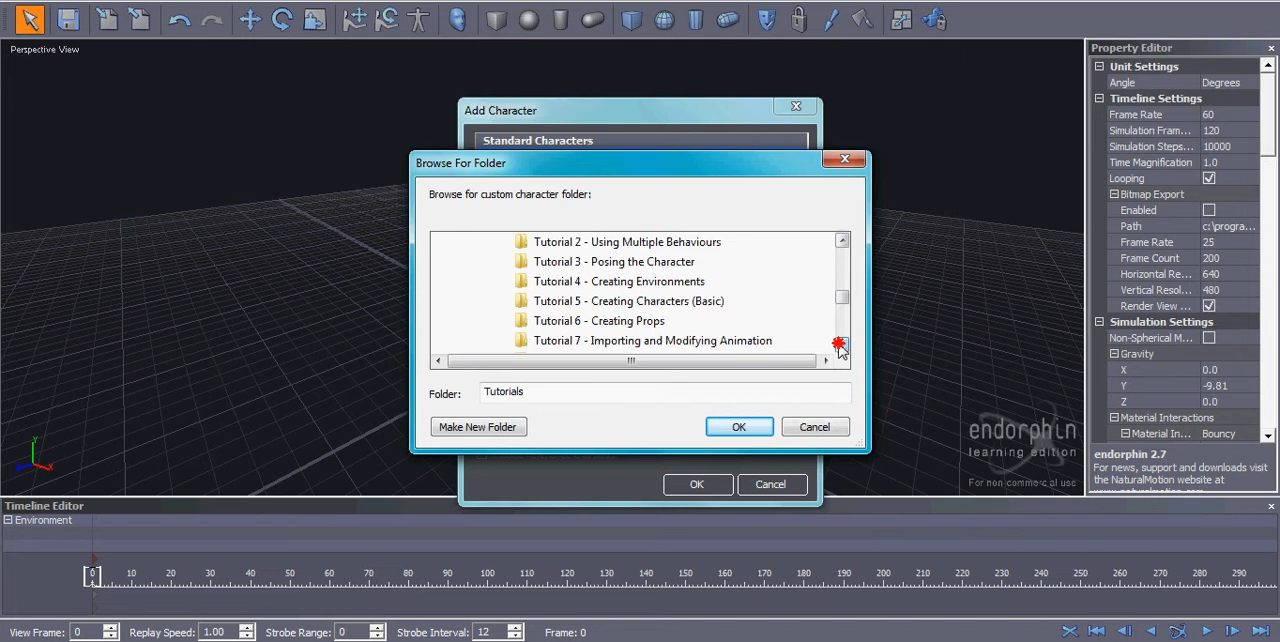 Perspective View
Property Editor
Unit Settings
Angle Degrees
Timeline Settings
Frame Rate 60
Simulation Fram... 120
Simulation Steps... 10000
Time Magnification 1.0
Looping
Bitmap Export
Enabled
Path c:\progra...
Frame Rate 25
Frame Count 200
Horizontal Re... 640
Vertical Resol... 480
Render View ...
Simulation Settings
Non-Spherical M...
Gravity
X 0.0
Y -9.81
Z 0.0
Material Interactions
Material In... Bouncy
endorphin 2.7
For news, support and downloads visit
the NaturalMotion website at
Add Character
Standard Characters
Browse For Folder
Browse for custom character folder:
Tutorial 2 - Using Multiple Behaviours
Tutorial 3 - Posing the Character
Tutorial 4 - Creating Environments
Tutorial 5 - Creating Characters (Basic)
Tutorial 6 - Creating Props
Tutorial 7 - Importing and Modifying Animation
Folder: Tutorials
Make New Folder OK Cancel
OK Cancel
endorphin
learning edition
For non-commercial use
Timeline Editor
Environment
0 10 20 30 40 50 60 70 80 90 100 110 120 130 140 150 160 170 180 190 200 210 220 230 240 250 260 270 280 290
View Frame: 0 Replay Speed: 1.00 Strobe Range: 0 Strobe Interval: 12 Frame: 0